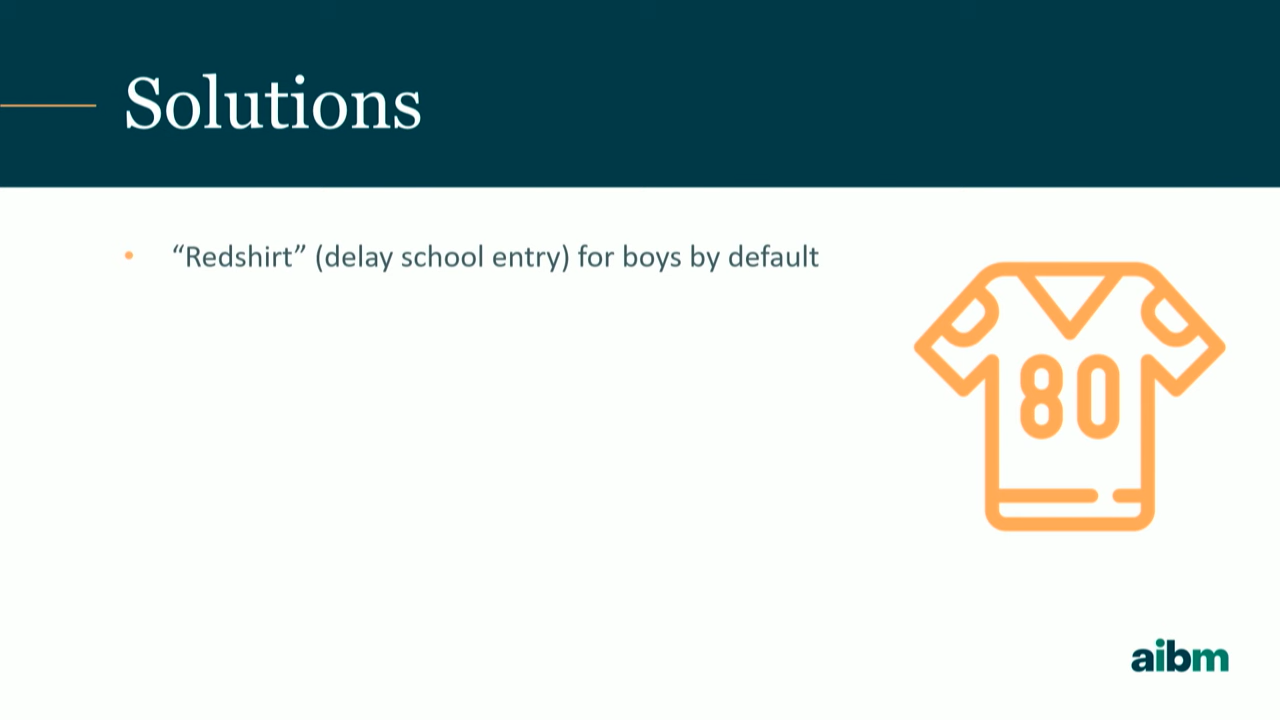 Solutions
• “Redshirt” (delay school entry) for boys by default
80
aibm